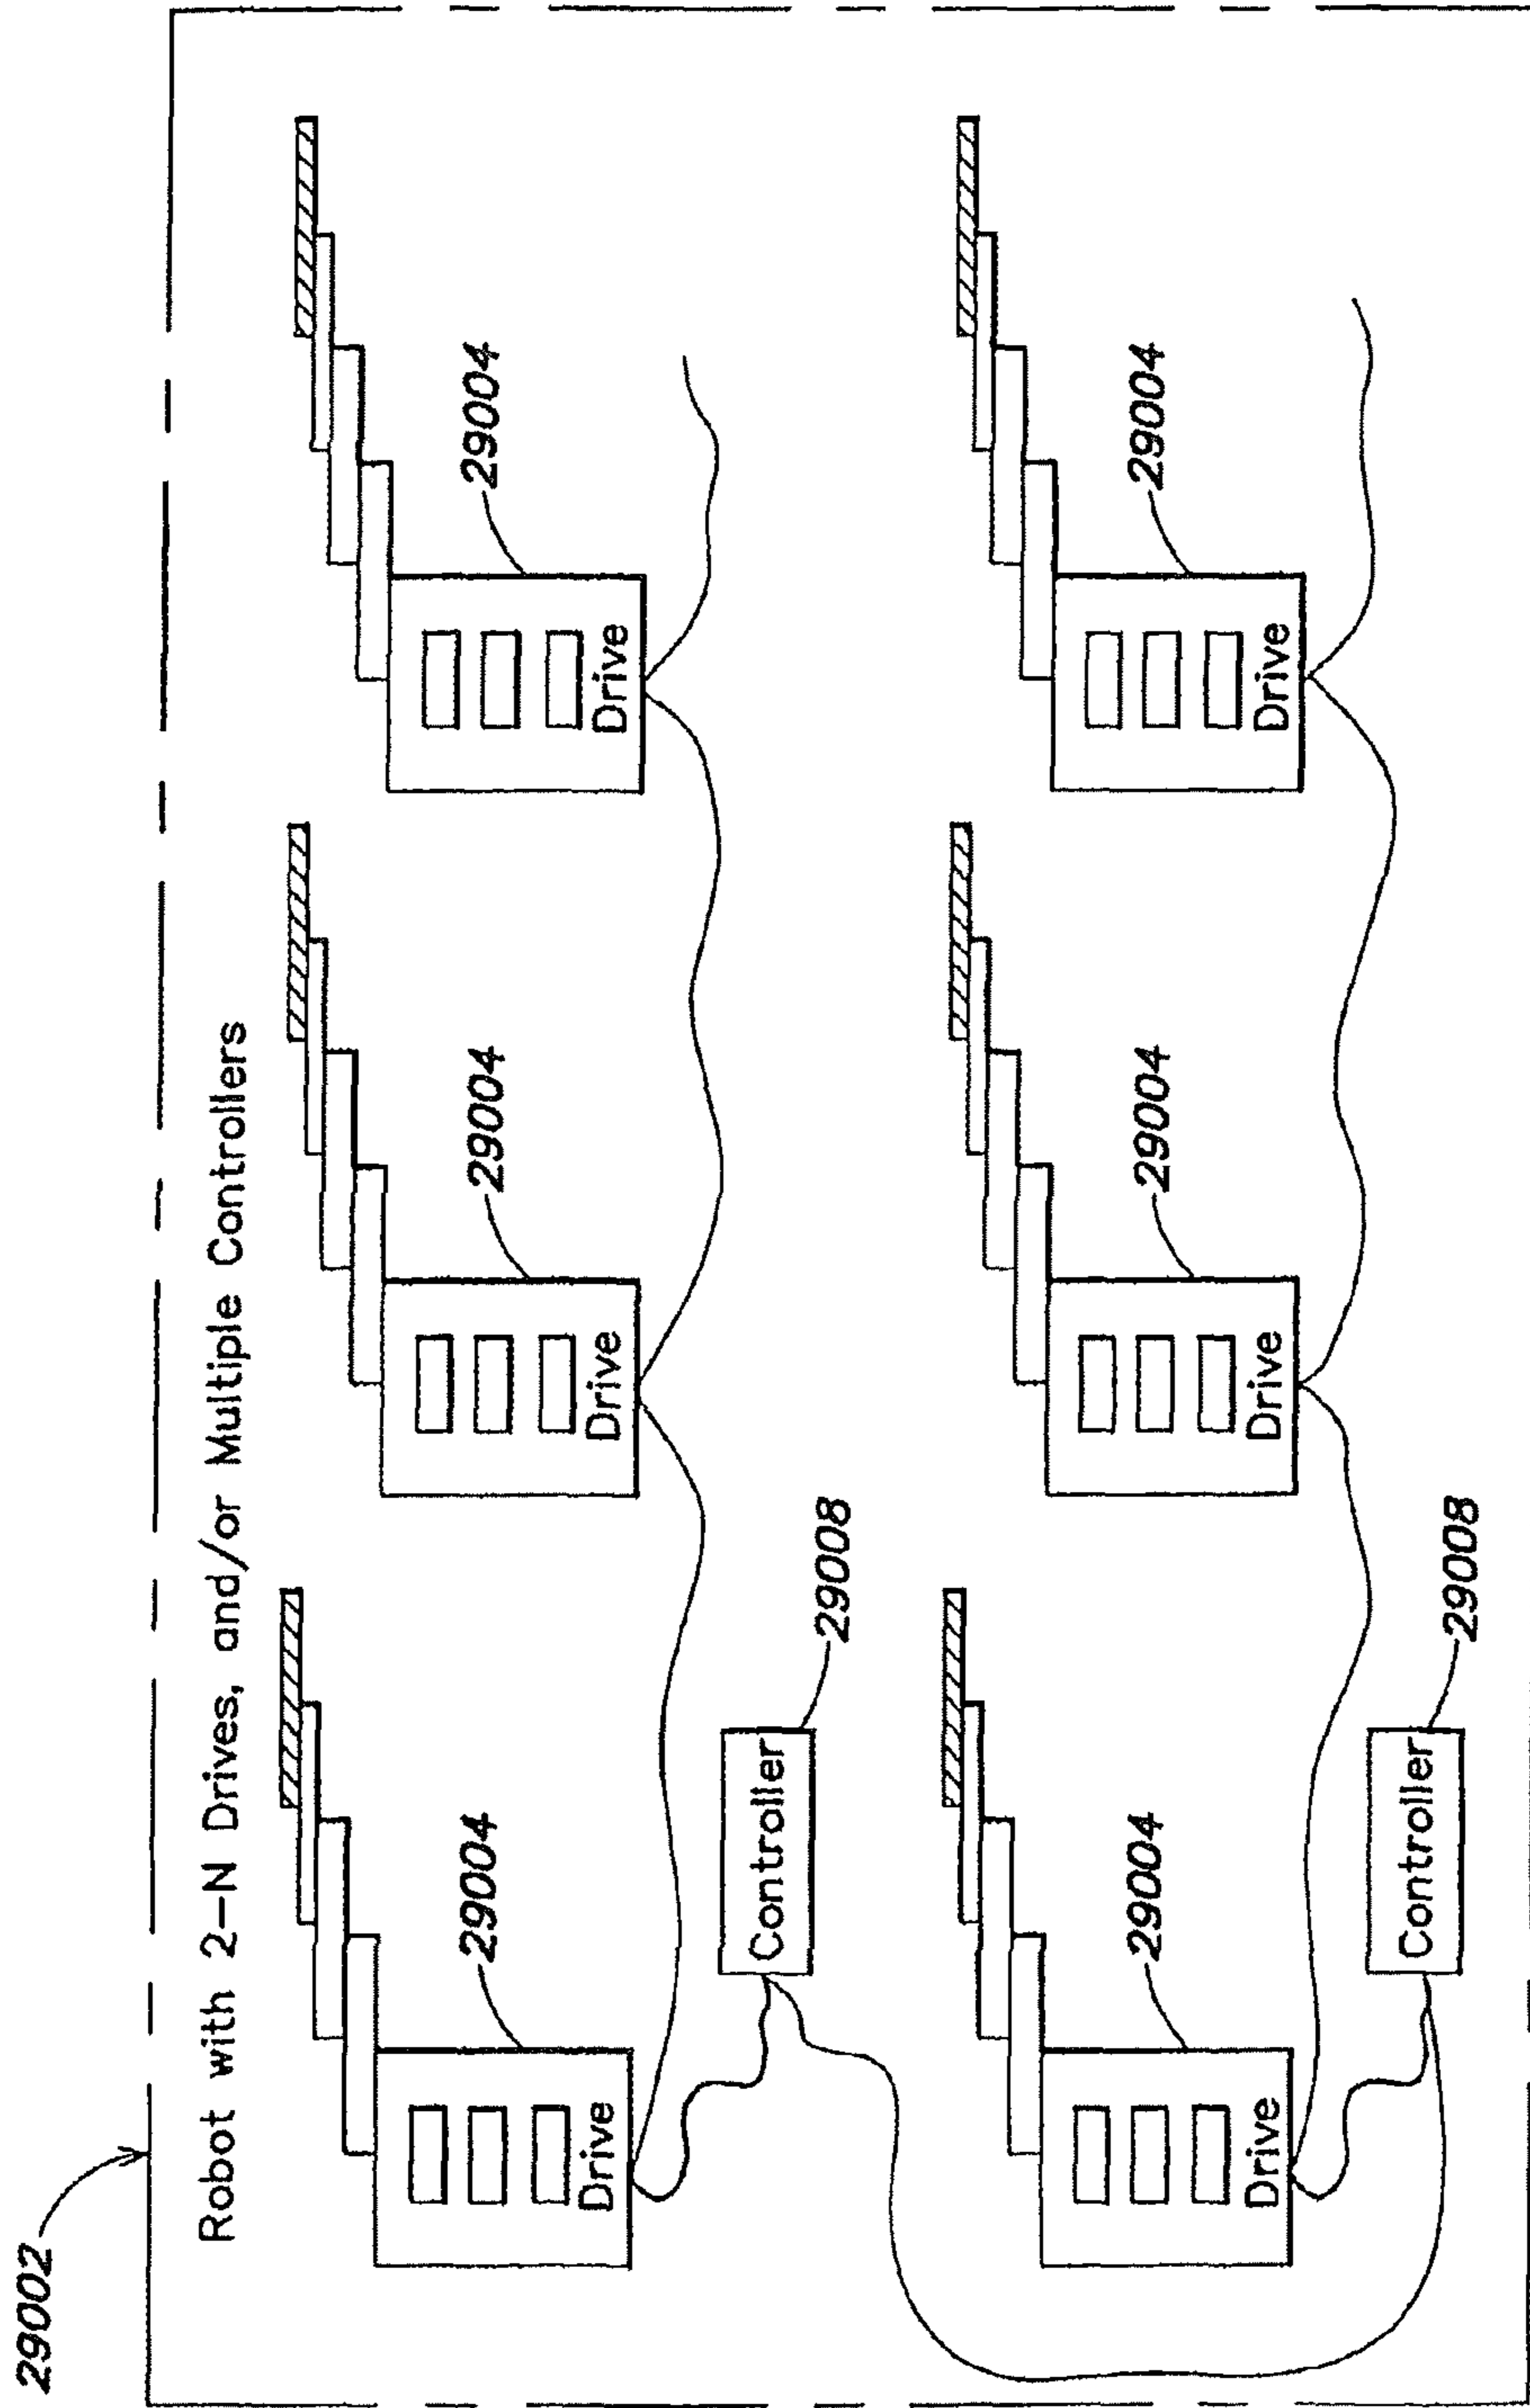 29002
Robot with 2-N Drives, and/or Multiple Controllers
29004
29004
29004
Drive
Drive
Drive
Controller
29008
29004
29004
29004
Drive
Drive
Drive
Controller
29008